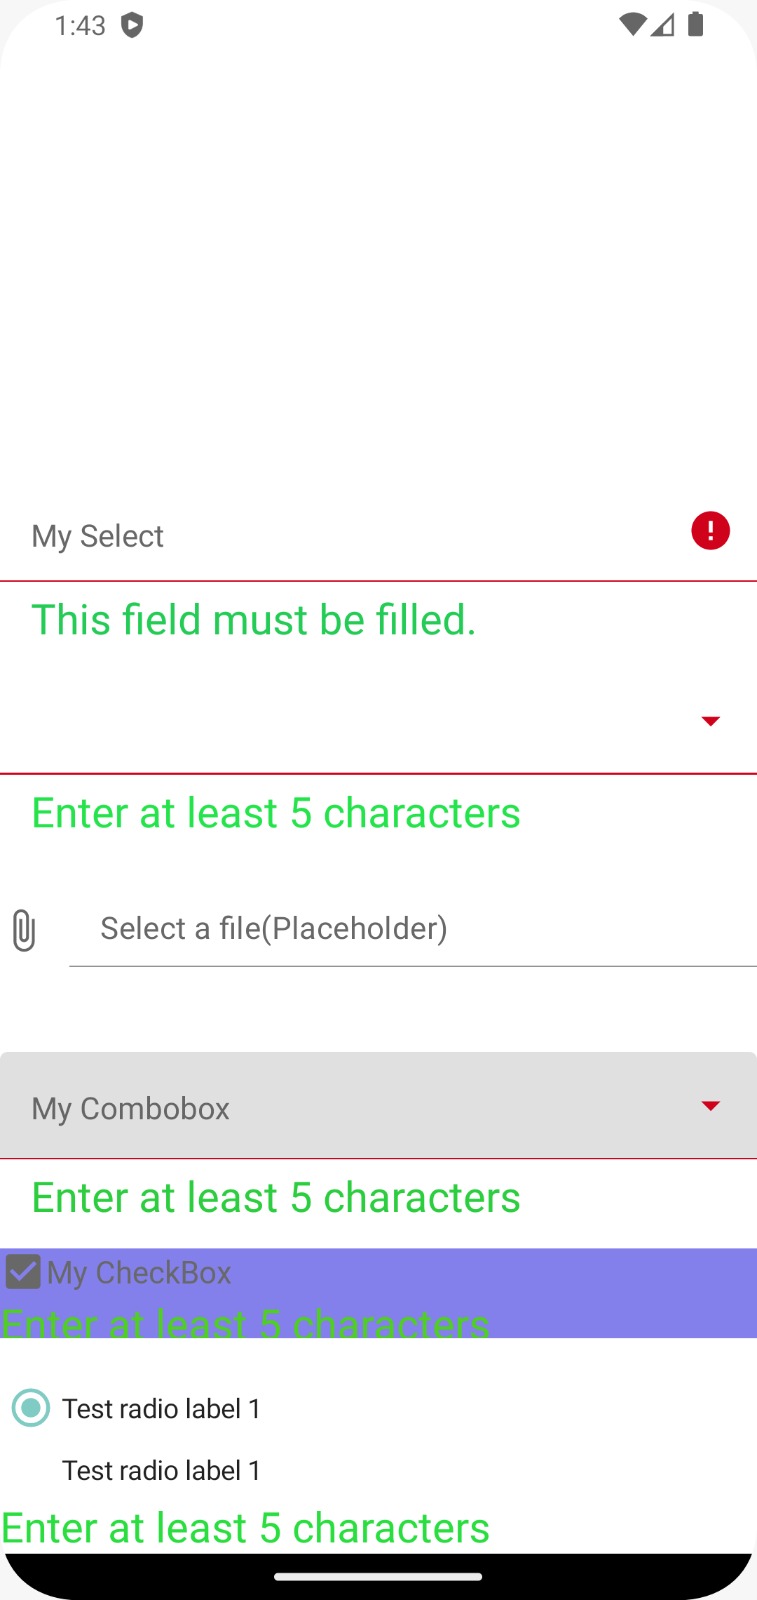 1:43
My Select
This field must be filled.
Enter at least 5 characters
Select a file(Placeholder)
My Combobox
Enter at least 5 characters
My CheckBox
Enter at least 5 characters
Test radio label 1
Test radio label 1
Enter at least 5 characters